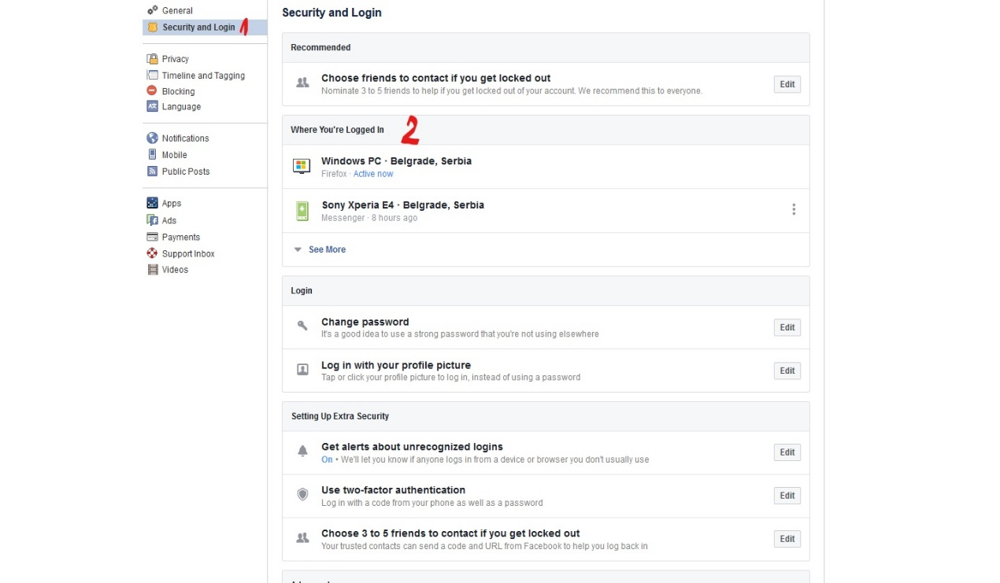 General
Security and Login 1
Privacy
Timeline and Tagging
Blocking
Language
Notifications
Mobile
Public Posts
Apps
Ads
Payments
Support Inbox
Videos
Security and Login
Recommended
Choose friends to contact if you get locked out
Nominate 3 to 5 friends to help if you get locked out of your account. We recommend this to everyone.
Edit
Where You're Logged In 2
Windows PC · Belgrade, Serbia
Firefox · Active now
Sony Xperia E4 · Belgrade, Serbia
Messenger · 8 hours ago
See More
Login
Change password
It's a good idea to use a strong password that you're not using elsewhere
Edit
Log in with your profile picture
Tap or click your profile picture to log in, instead of using a password
Edit
Setting Up Extra Security
Get alerts about unrecognized logins
On • We'll let you know if anyone logs in from a device or browser you don't usually use
Edit
Use two-factor authentication
Log in with a code from your phone as well as a password
Edit
Choose 3 to 5 friends to contact if you get locked out
Your trusted contacts can send a code and URL from Facebook to help you log back in
Edit